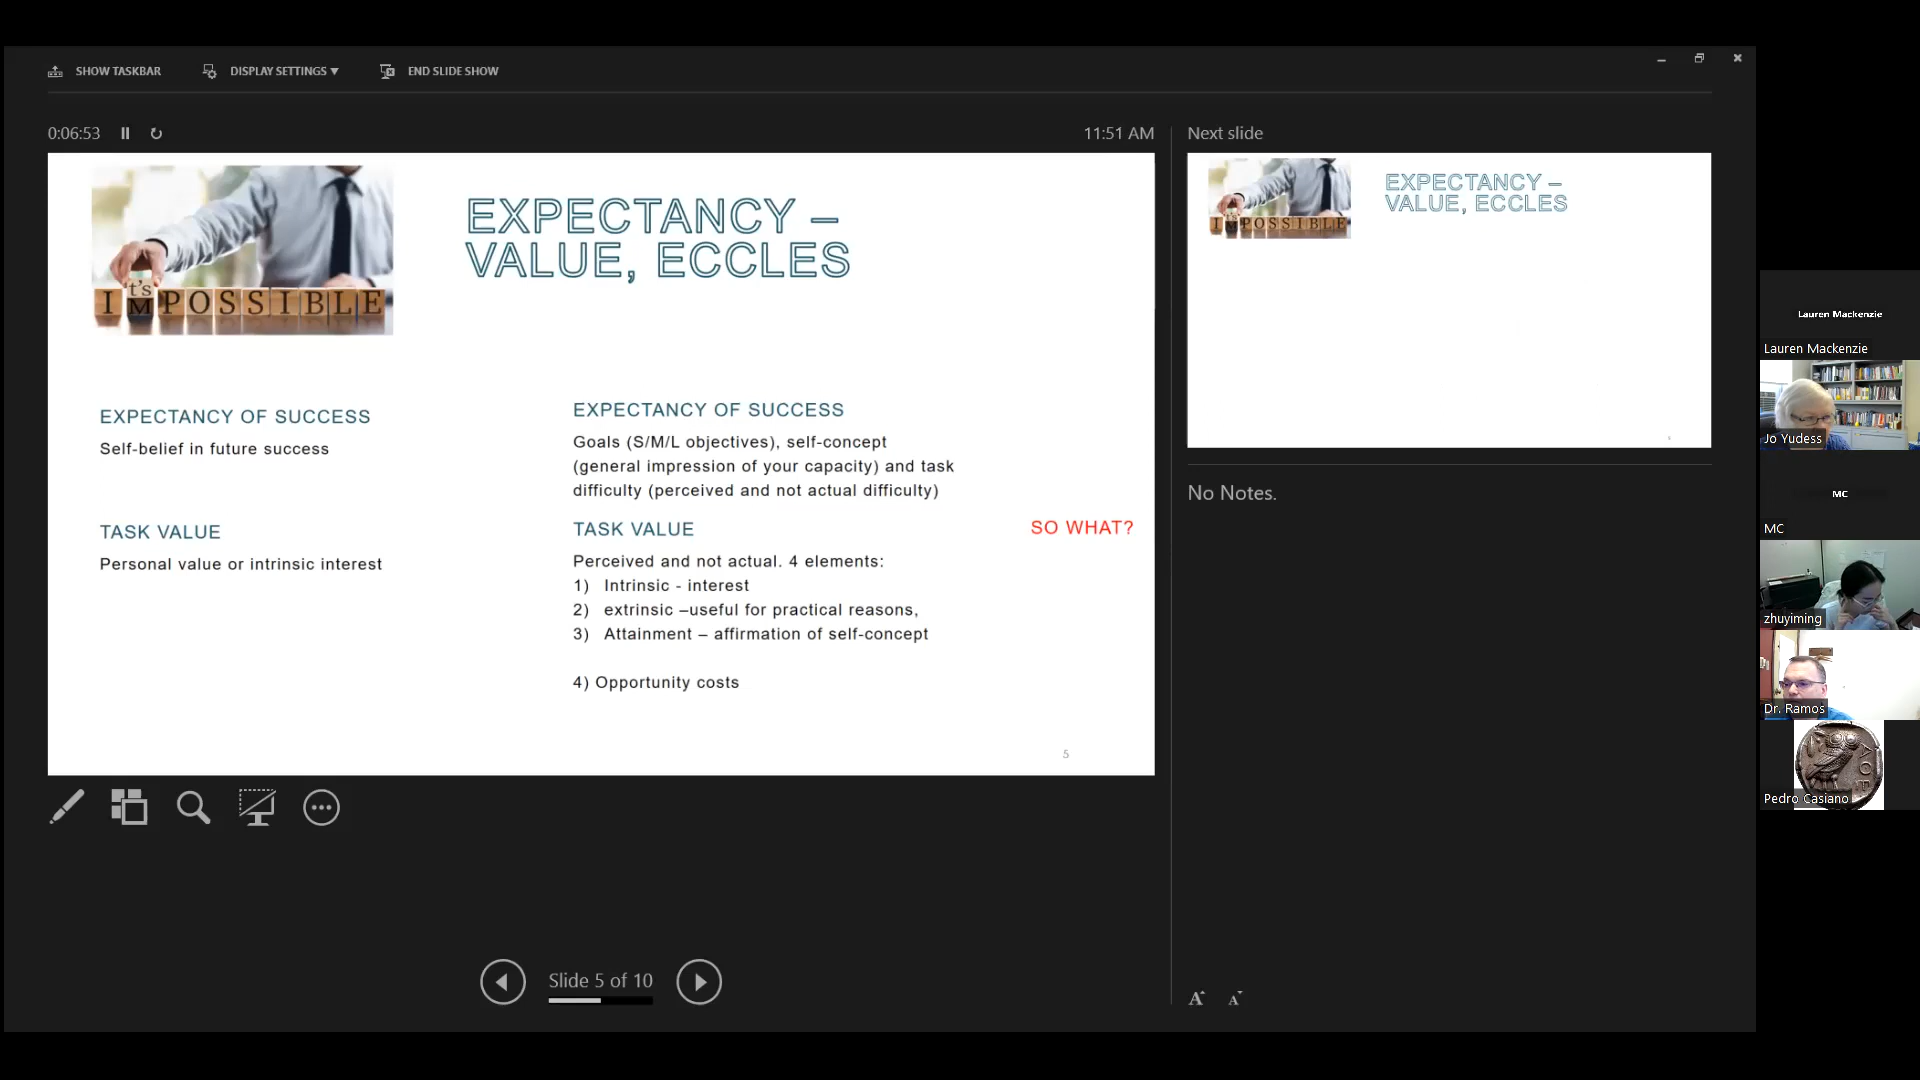 SHOW TASKBAR
DISPLAY SETTINGS ▼
END SLIDE SHOW
0:06:53
11:51 AM
Next slide
I t's M POSSIBLE
EXPECTANCY –
VALUE, ECCLES
EXPECTANCY OF SUCCESS
Self-belief in future success
TASK VALUE
Personal value or intrinsic interest
EXPECTANCY OF SUCCESS
Goals (S/M/L objectives), self-concept
(general impression of your capacity) and task
difficulty (perceived and not actual difficulty)
TASK VALUE
Perceived and not actual. 4 elements:
1) Intrinsic - interest
2) extrinsic –useful for practical reasons,
3) Attainment – affirmation of self-concept
4) Opportunity costs
SO WHAT?
5
I t's M POSSIBLE
EXPECTANCY –
VALUE, ECCLES
No Notes.
Slide 5 of 10
A A
Lauren Mackenzie
Lauren Mackenzie
Jo Yudess
MC
MC
zhuyiming
Dr. Ramos
ΑΘΕ
Pedro Casiano